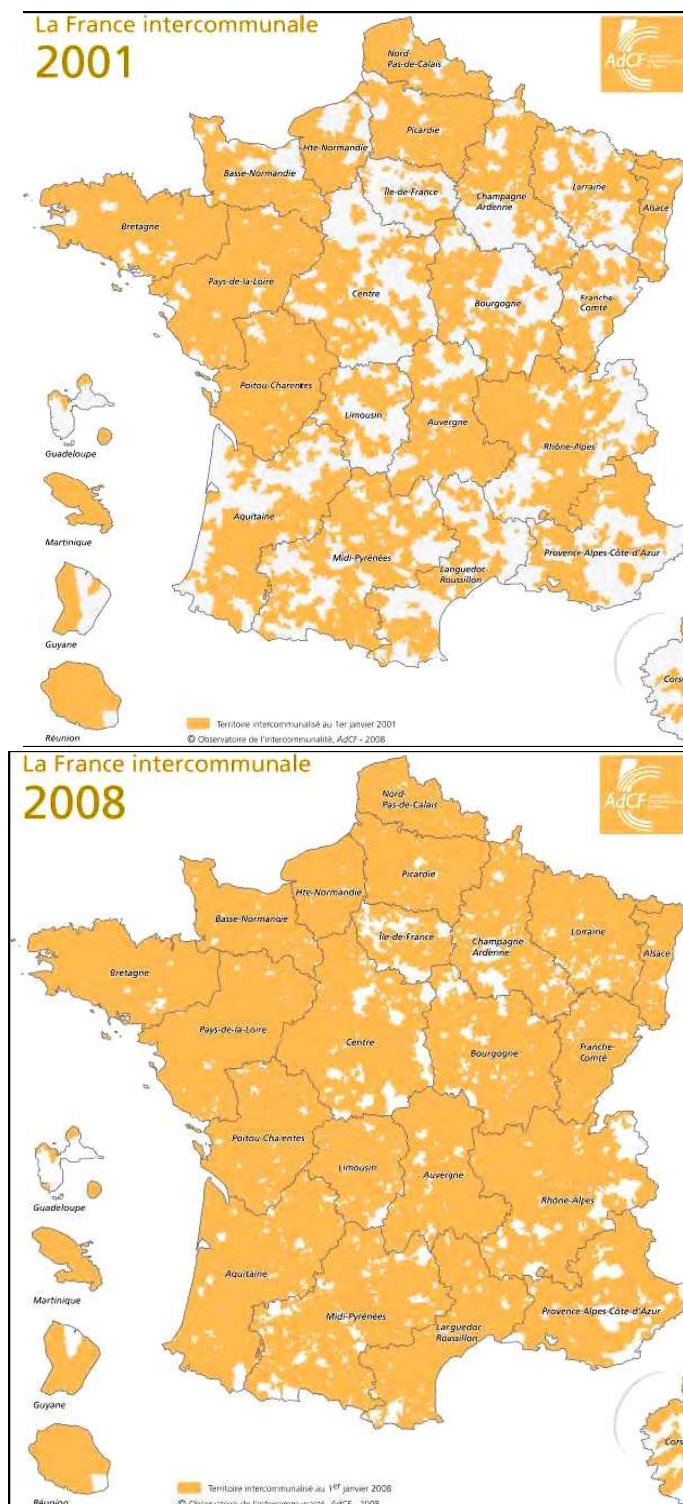 La France intercommunale
2001
AdCF
Nord-
Pas-de-Calais
Picardie
Hte-Normandie
Basse-Normandie
Île-de-France
Champagne
Ardenne
Lorraine
Alsace
Bretagne
Pays-de-la-Loire
Centre
Bourgogne
Franche-
Comté
Poitou-Charentes
Limousin
Auvergne
Rhône-Alpes
Guadeloupe
Aquitaine
Martinique
Midi-Pyrénées
Languedoc
Roussillon
Provence-Alpes-Côte-d'Azur
Guyane
Corse
Réunion
Territoire intercommunalisé au 1er janvier 2001
© Observatoire de l'intercommunalité, AdCF - 2008
La France intercommunale
2008
AdCF
Nord-
Pas-de-Calais
Picardie
Hte-Normandie
Basse-Normandie
Île-de-France
Champagne
Ardenne
Lorraine
Alsace
Bretagne
Pays-de-la-Loire
Centre
Bourgogne
Franche-
Comté
Poitou-Charentes
Limousin
Auvergne
Rhône-Alpes
Guadeloupe
Aquitaine
Martinique
Midi-Pyrénées
Languedoc
Roussillon
Provence-Alpes-Côte-d'Azur
Guyane
Réunion
Territoire intercommunalisé au 1er janvier 2008
© Observatoire de l'intercommunalité, AdCF - 2008